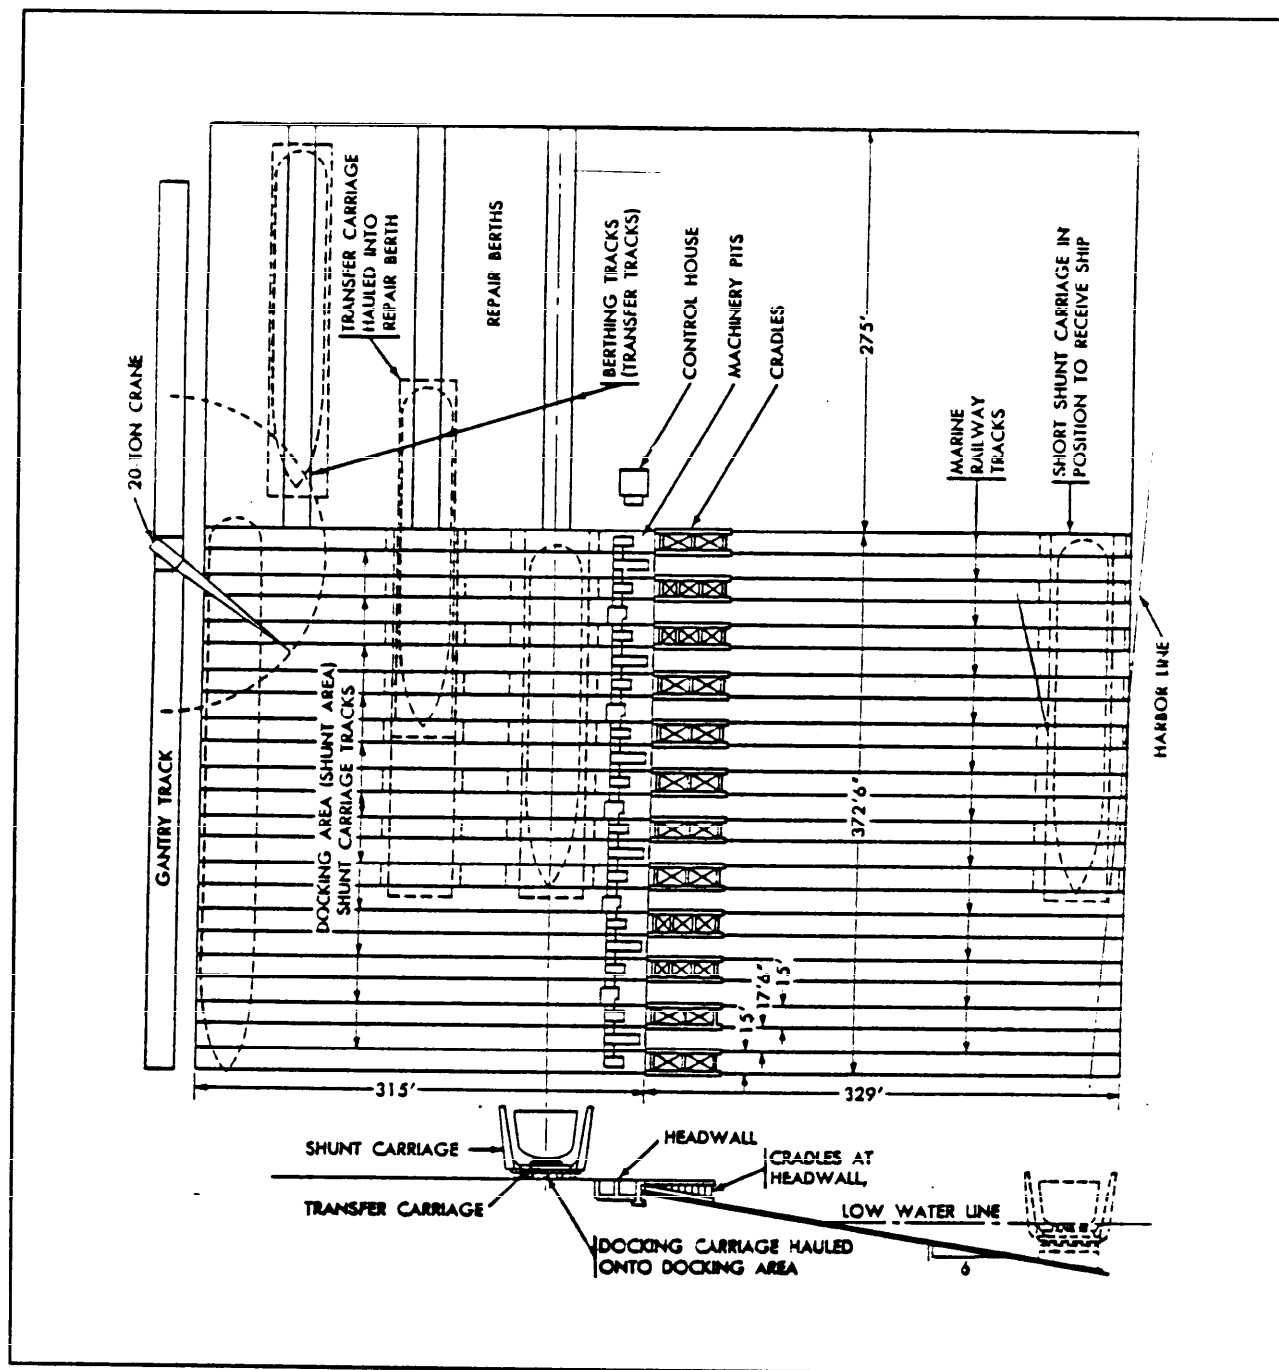 20-TON CRANE
GANTRY TRACK
TRANSFER CARRIAGE
HAULED INTO
REPAIR BERTH
REPAIR BERTHS
BERTHING TRACKS
(TRANSFER TRACKS)
CONTROL HOUSE
MACHINERY PITS
CRADLES
275'
MARINE
RAILWAY
TRACKS
SHORT SHUNT CARRIAGE IN
POSITION TO RECEIVE SHIP
HARBOR LINE
DOCKING AREA (SHUNT AREA)
SHUNT CARRIAGE TRACKS
372'6"
15'
17'6"
15'
315'
329'
SHUNT CARRIAGE
HEADWALL
CRADLES AT
HEADWALL,
TRANSFER CARRIAGE
LOW WATER LINE
DOCKING CARRIAGE HAULED
ONTO DOCKING AREA
6